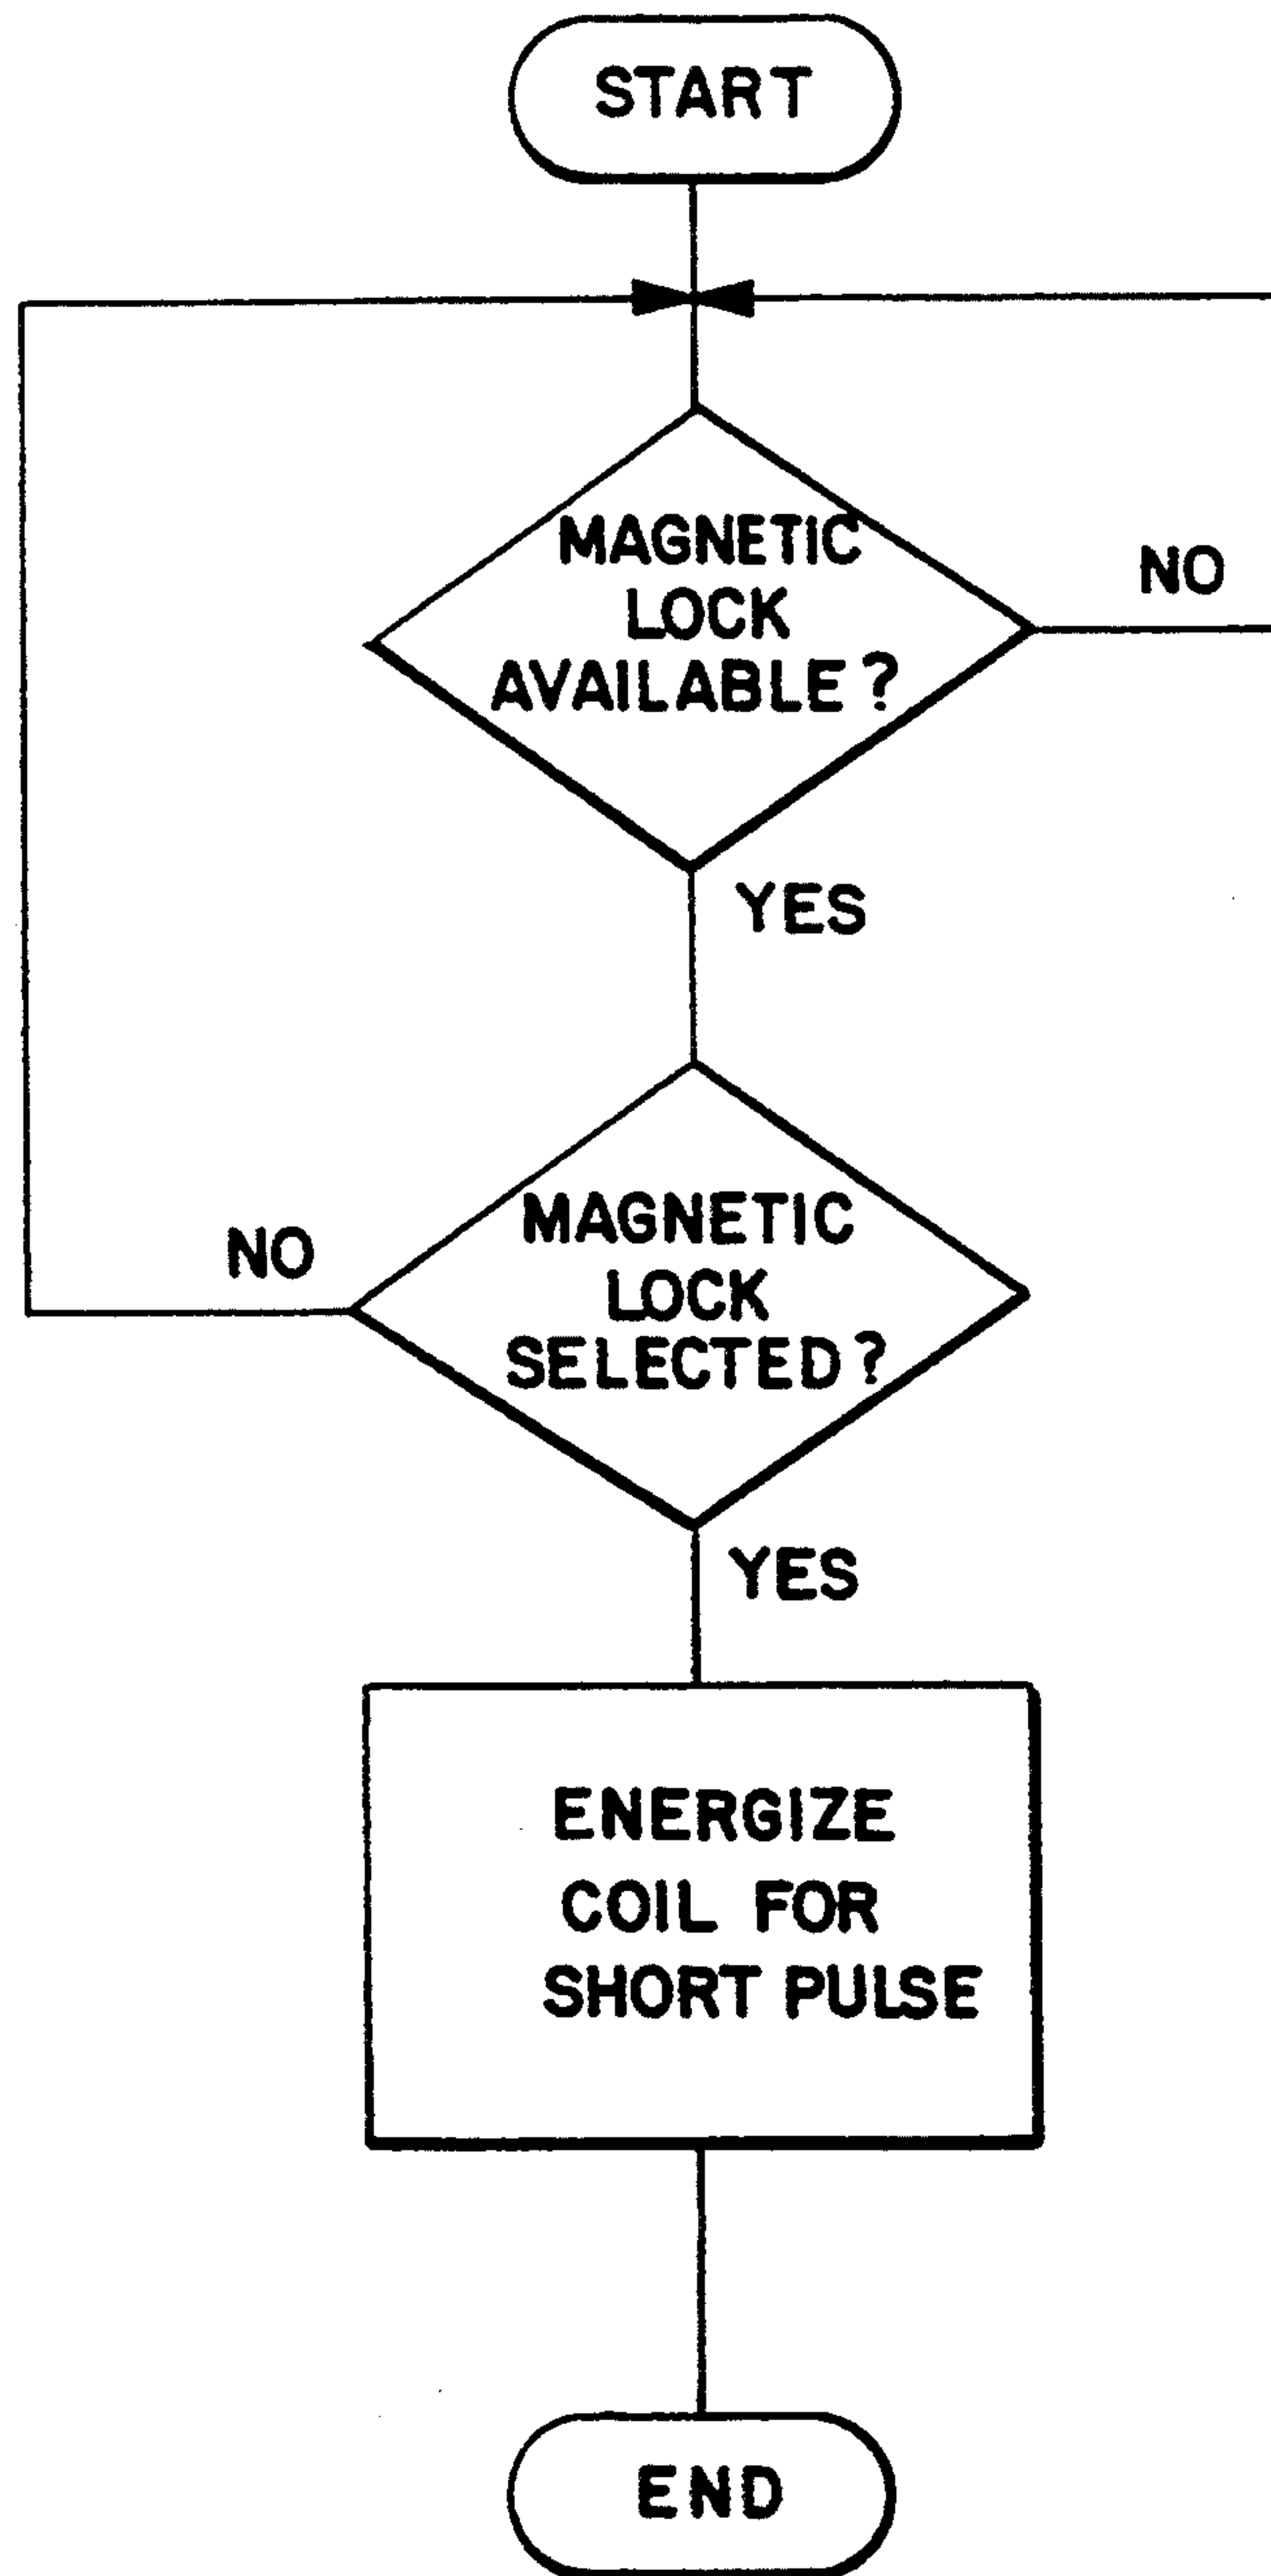 START
MAGNETIC
LOCK
AVAILABLE?
NO
YES
MAGNETIC
LOCK
SELECTED?
NO
YES
ENERGIZE
COIL FOR
SHORT PULSE
END